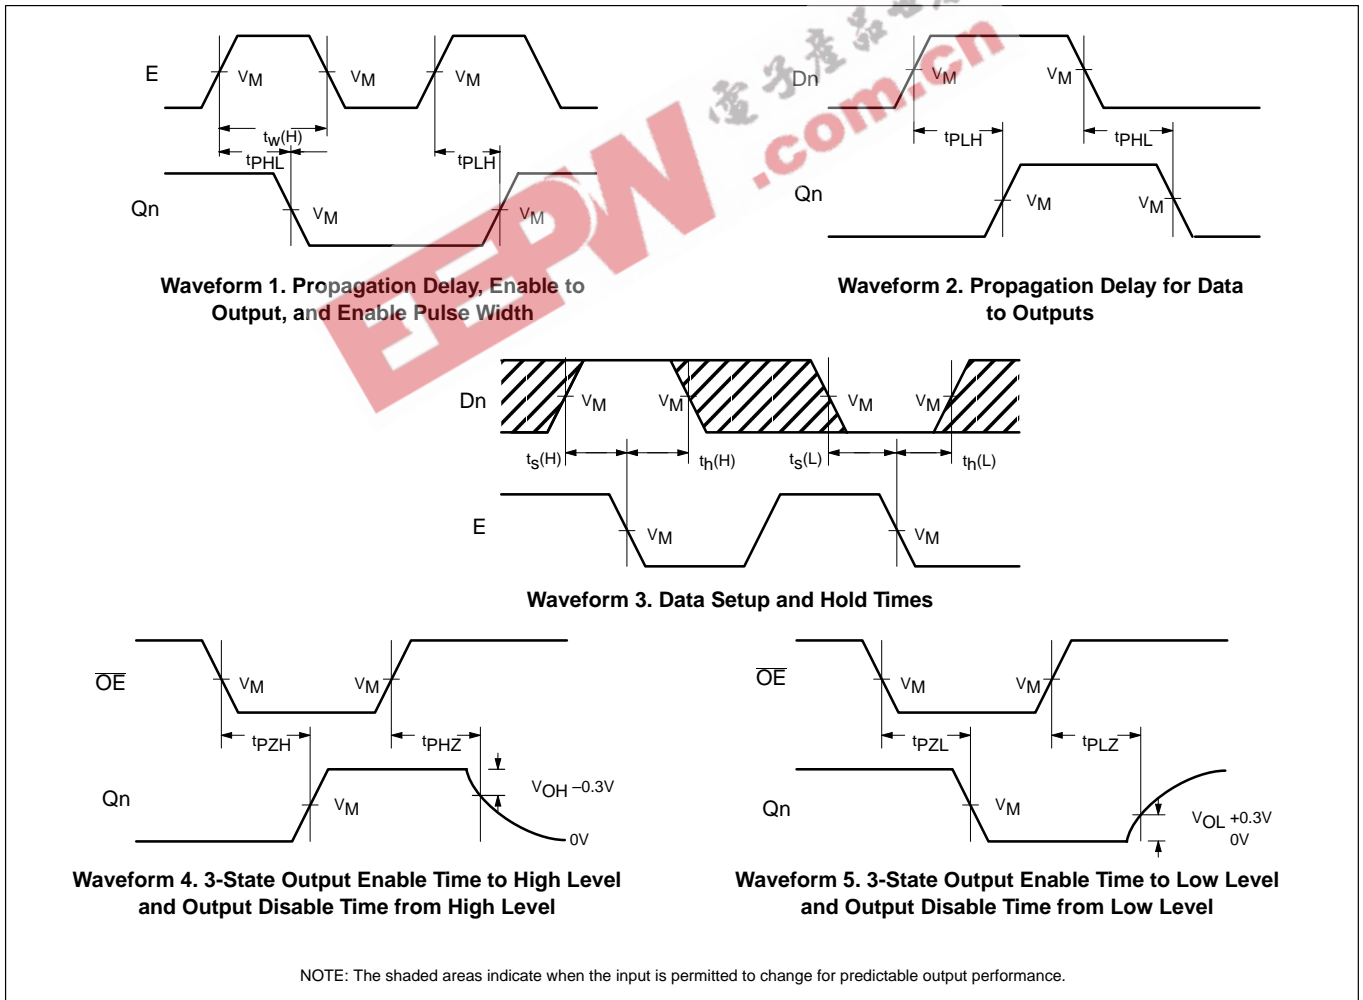 E VM VM VM
tw(H)
tPHL tPLH
Qn VM VM
Waveform 1. Propagation Delay, Enable to
Output, and Enable Pulse Width
Dn VM VM
tPLH tPHL
Qn VM VM
Waveform 2. Propagation Delay for Data
to Outputs
EEPW .com.cn
電子產品世界
Dn VM VM VM VM
ts(H) th(H) ts(L) th(L)
E VM VM
Waveform 3. Data Setup and Hold Times
OE VM VM
tPZH tPHZ
Qn VM VOH –0.3V
0V
Waveform 4. 3-State Output Enable Time to High Level
and Output Disable Time from High Level
OE VM VM
tPZL tPLZ
Qn VM VOL +0.3V
0V
Waveform 5. 3-State Output Enable Time to Low Level
and Output Disable Time from Low Level
NOTE: The shaded areas indicate when the input is permitted to change for predictable output performance.